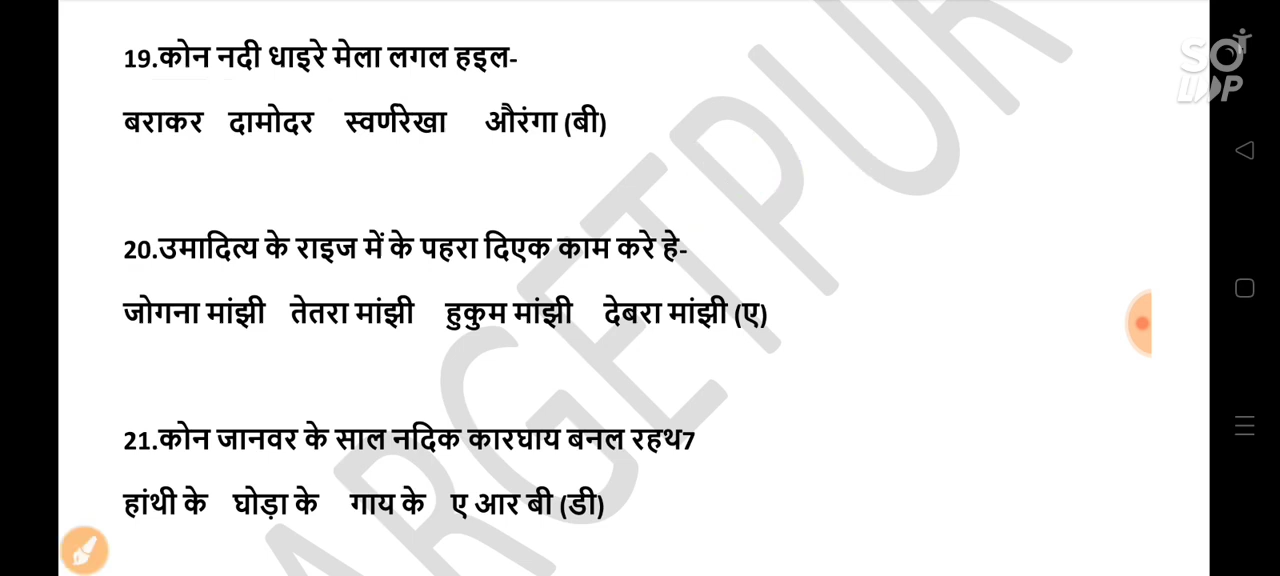 19.कोन नदी धाइरे मेला लगल हइल-
बराकर दामोदर स्वर्णरेखा औरंगा (बी)
20.उमादित्य के राइज में के पहरा दिएक काम करे हे-
जोगना मांझी तेतरा मांझी हुकुम मांझी देबरा मांझी (ए)
21.कोन जानवर के साल नदिक कारघाय बनल रहथ7
हांथी के घोड़ा के गाय के ए आर बी (डी)
ARGETPUR